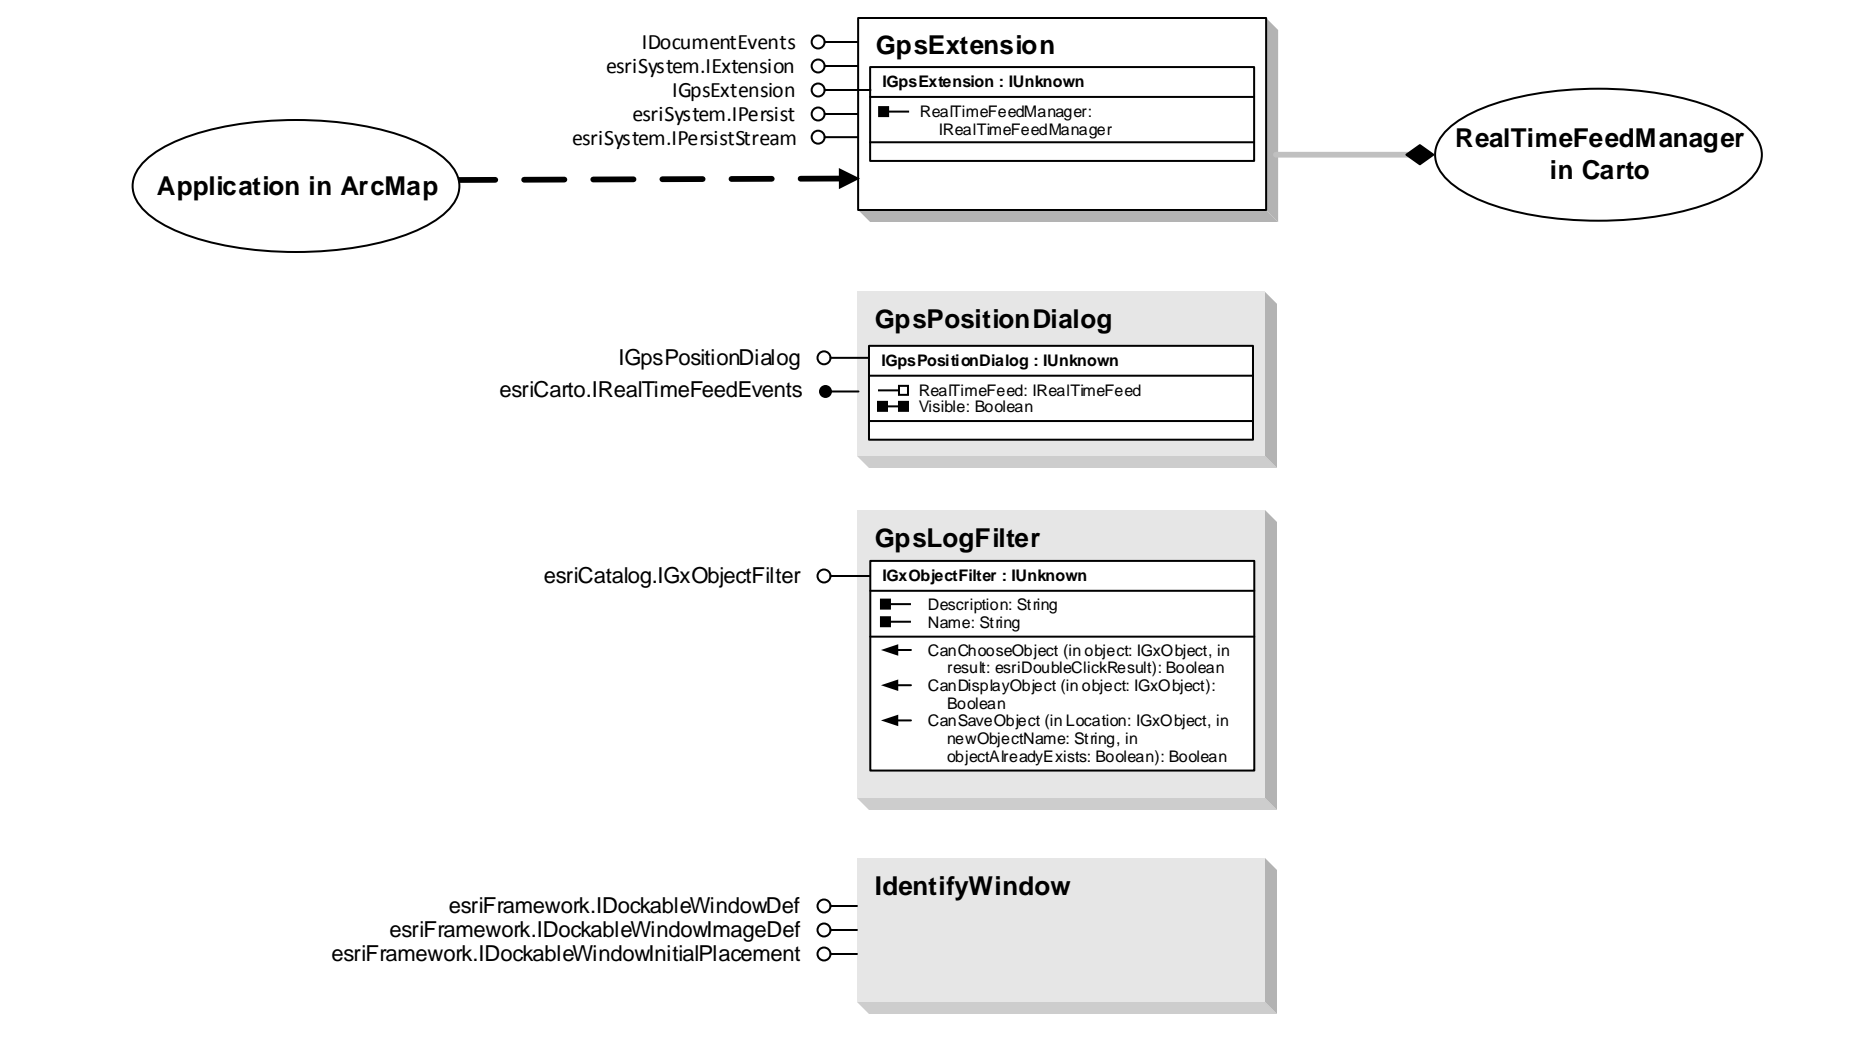 IDocumentEvents
esriSystem.IExtension
IGpsExtension
esriSystem.IPersist
esriSystem.IPersistStream
GpsExtension
IGpsExtension : IUnknown
RealTimeFeedManager:
IRealTimeFeedManager
Application in ArcMap
RealTimeFeedManager
in Carto
GpsPositionDialog
IGpsPositionDialog
esriCarto.IRealTimeFeedEvents
IGpsPositionDialog : IUnknown
RealTimeFeed: IRealTimeFeed
Visible: Boolean
GpsLogFilter
esriCatalog.IGxObjectFilter
IGxObjectFilter : IUnknown
Description: String
Name: String
CanChooseObject (in object: IGxObject, in
result: esriDoubleClickResult): Boolean
CanDisplayObject (in object: IGxObject):
Boolean
CanSaveObject (in Location: IGxObject, in
newObjectName: String, in
objectAlreadyExists: Boolean): Boolean
IdentifyWindow
esriFramework.IDockableWindowDef
esriFramework.IDockableWindowImageDef
esriFramework.IDockableWindowInitialPlacement